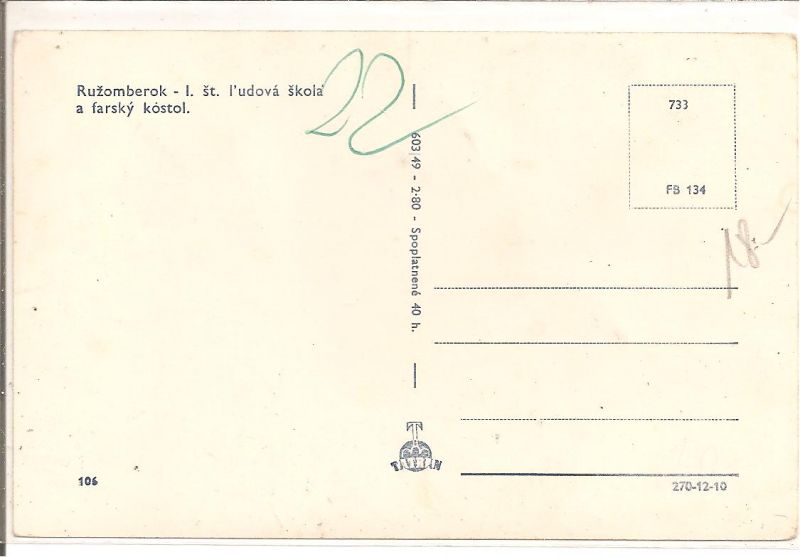 Ružomberok - I. št. ľudová škola
a farský kostol.
22
603 49 - 2·80 - Spoplatnené 40 h.
733
FB 134
18-
T
TATRAN
106
270-12-10